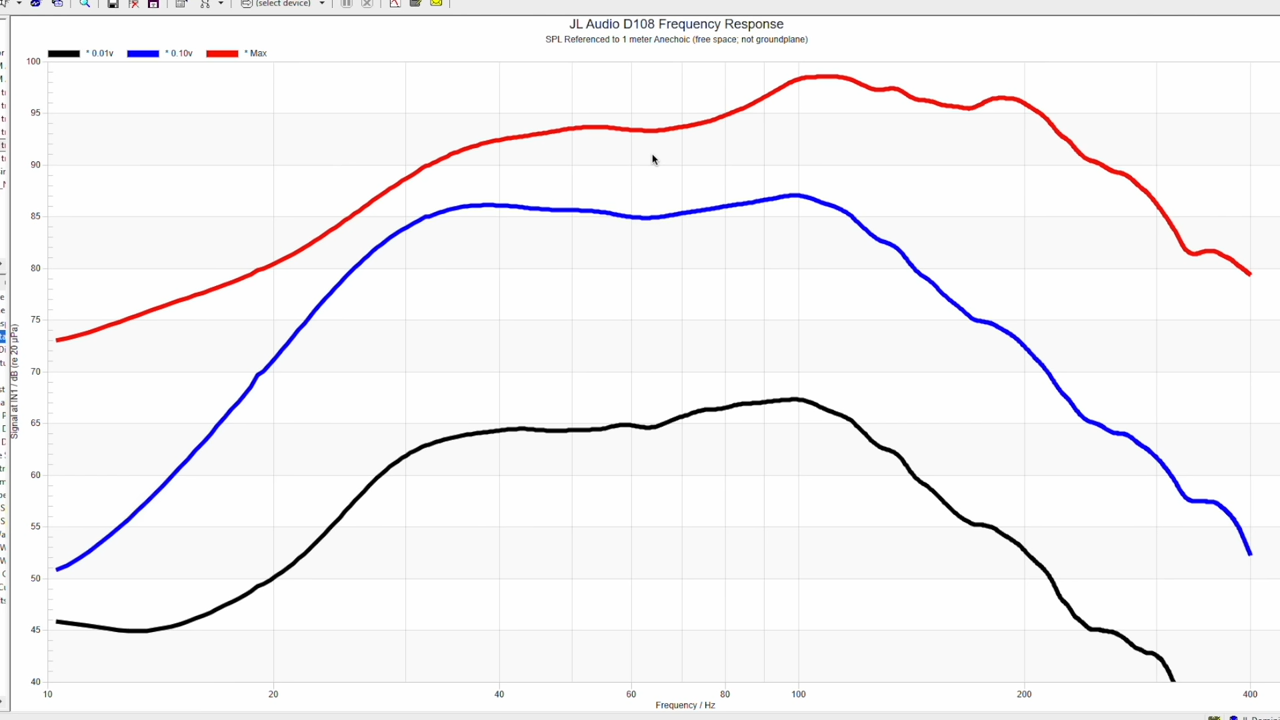 (select device)
JL Audio D108 Frequency Response
SPL Referenced to 1 meter Anechoic (free space; not groundplane)
* 0.01v * 0.10v * Max
100
95
90
85
80
75
70
65
60
55
50
45
40
Signal at IN1 / dB (re 20 µPa)
10 20 40 60 80 100 200 400
Frequency / Hz